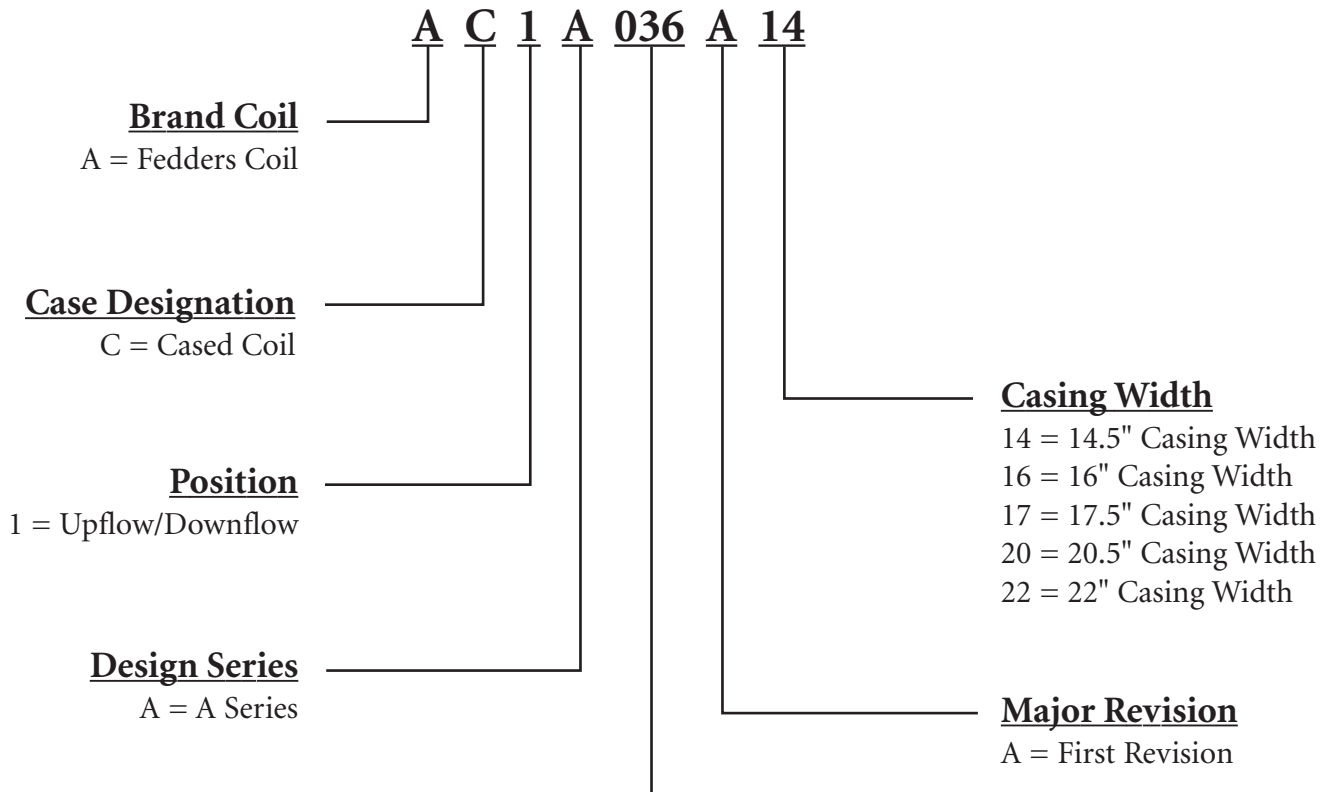 A C 1 A 036 A 14
Brand Coil
A = Fedders Coil
Case Designation
C = Cased Coil
Position
1 = Upflow/Downflow
Design Series
A = A Series
Casing Width
14 = 14.5" Casing Width
16 = 16" Casing Width
17 = 17.5" Casing Width
20 = 20.5" Casing Width
22 = 22" Casing Width
Major Revision
A = First Revision